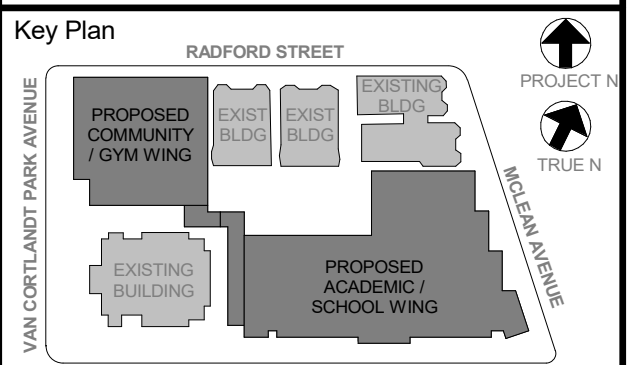 Key Plan
RADFORD STREET
PROJECT N
TRUE N
VAN CORTLANDT PARK AVENUE
MCLEAN AVENUE
PROPOSED
COMMUNITY
/ GYM WING
EXIST
BLDG
EXIST
BLDG
EXISTING
BLDG
EXISTING
BUILDING
PROPOSED
ACADEMIC /
SCHOOL WING